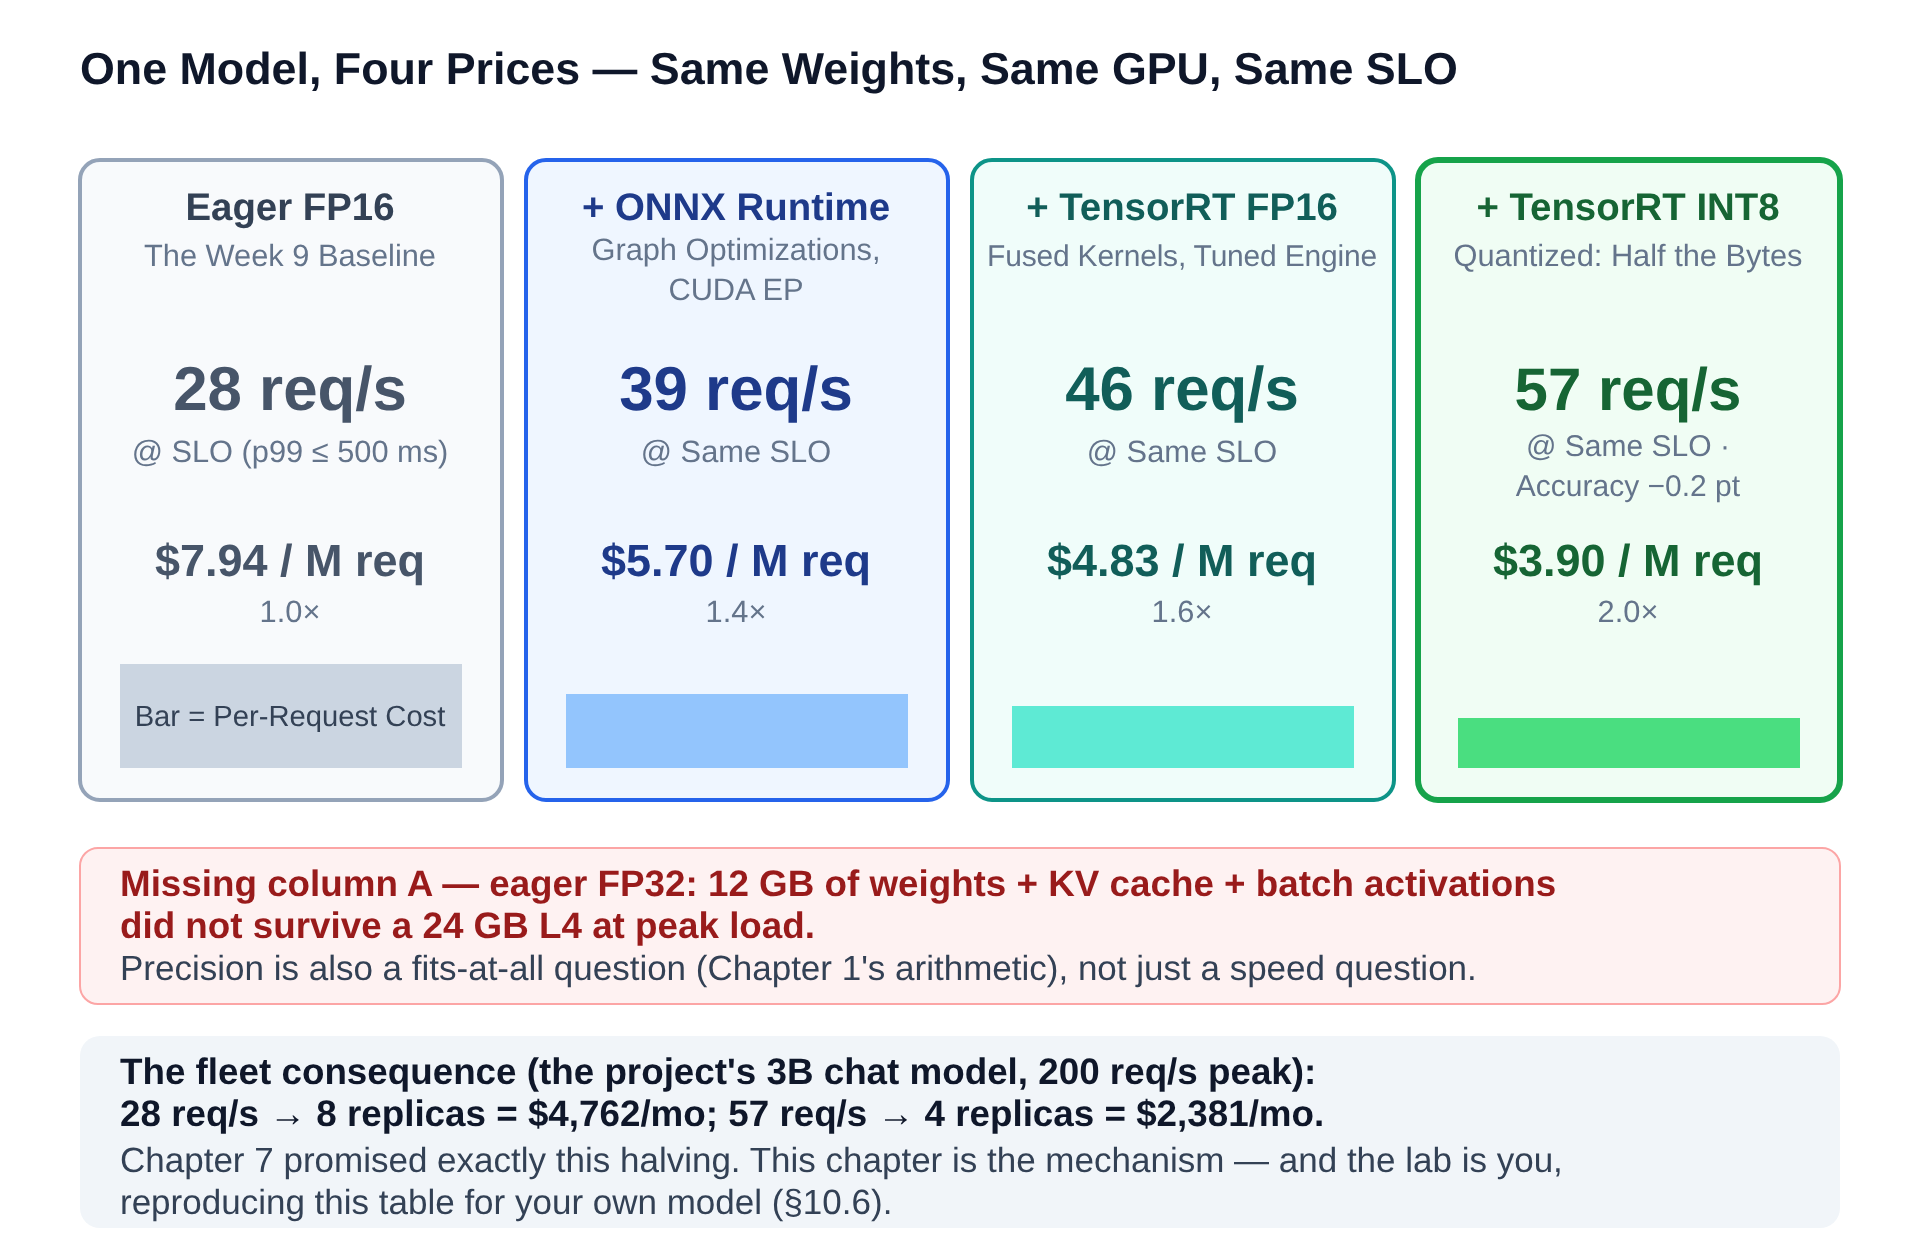 One Model, Four Prices — Same Weights, Same GPU, Same SLO
Eager FP16
The Week 9 Baseline
28 req/s
@ SLO (p99 ≤ 500 ms)
$7.94 / M req
1.0×
Bar = Per-Request Cost
+ ONNX Runtime
Graph Optimizations,
CUDA EP
39 req/s
@ Same SLO
$5.70 / M req
1.4×
+ TensorRT FP16
Fused Kernels, Tuned Engine
46 req/s
@ Same SLO
$4.83 / M req
1.6×
+ TensorRT INT8
Quantized: Half the Bytes
57 req/s
@ Same SLO ·
Accuracy −0.2 pt
$3.90 / M req
2.0×
Missing column A — eager FP32: 12 GB of weights + KV cache + batch activations
did not survive a 24 GB L4 at peak load.
Precision is also a fits-at-all question (Chapter 1's arithmetic), not just a speed question.
The fleet consequence (the project's 3B chat model, 200 req/s peak):
28 req/s → 8 replicas = $4,762/mo; 57 req/s → 4 replicas = $2,381/mo.
Chapter 7 promised exactly this halving. This chapter is the mechanism — and the lab is you,
reproducing this table for your own model (§10.6).